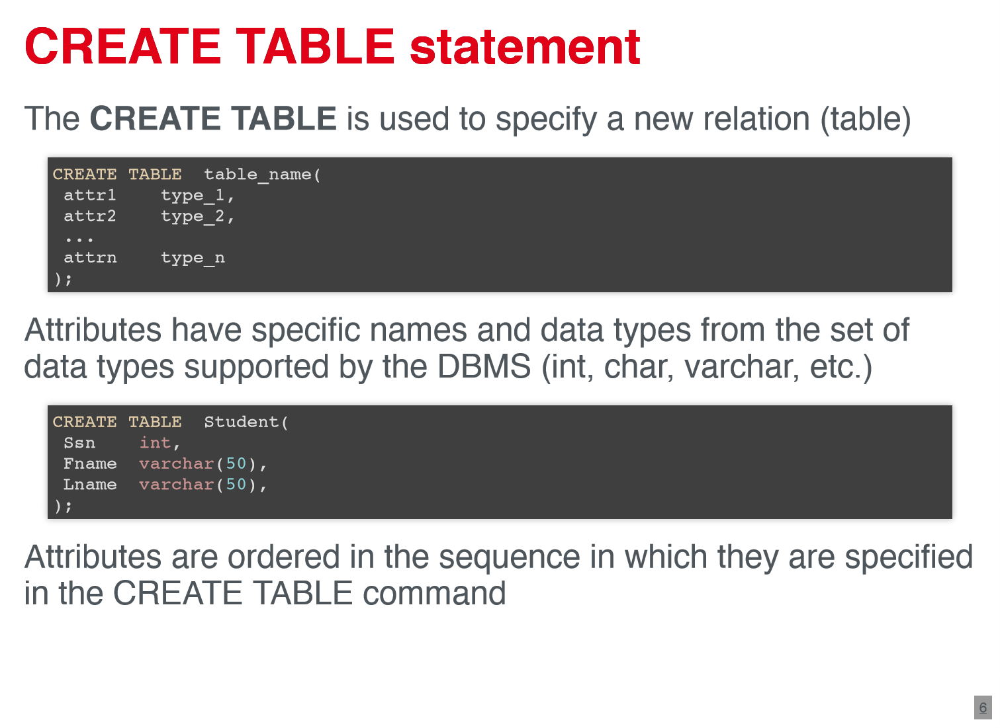 CREATE TABLE statement
The CREATE TABLE is used to specify a new relation (table)
CREATE TABLE  table_name(
 attr1    type_1,
 attr2    type_2,
 ...
 attrn    type_n
);
Attributes have specific names and data types from the set of
data types supported by the DBMS (int, char, varchar, etc.)
CREATE TABLE  Student(
 Ssn    int,
 Fname  varchar(50),
 Lname  varchar(50),
);
Attributes are ordered in the sequence in which they are specified
in the CREATE TABLE command
6